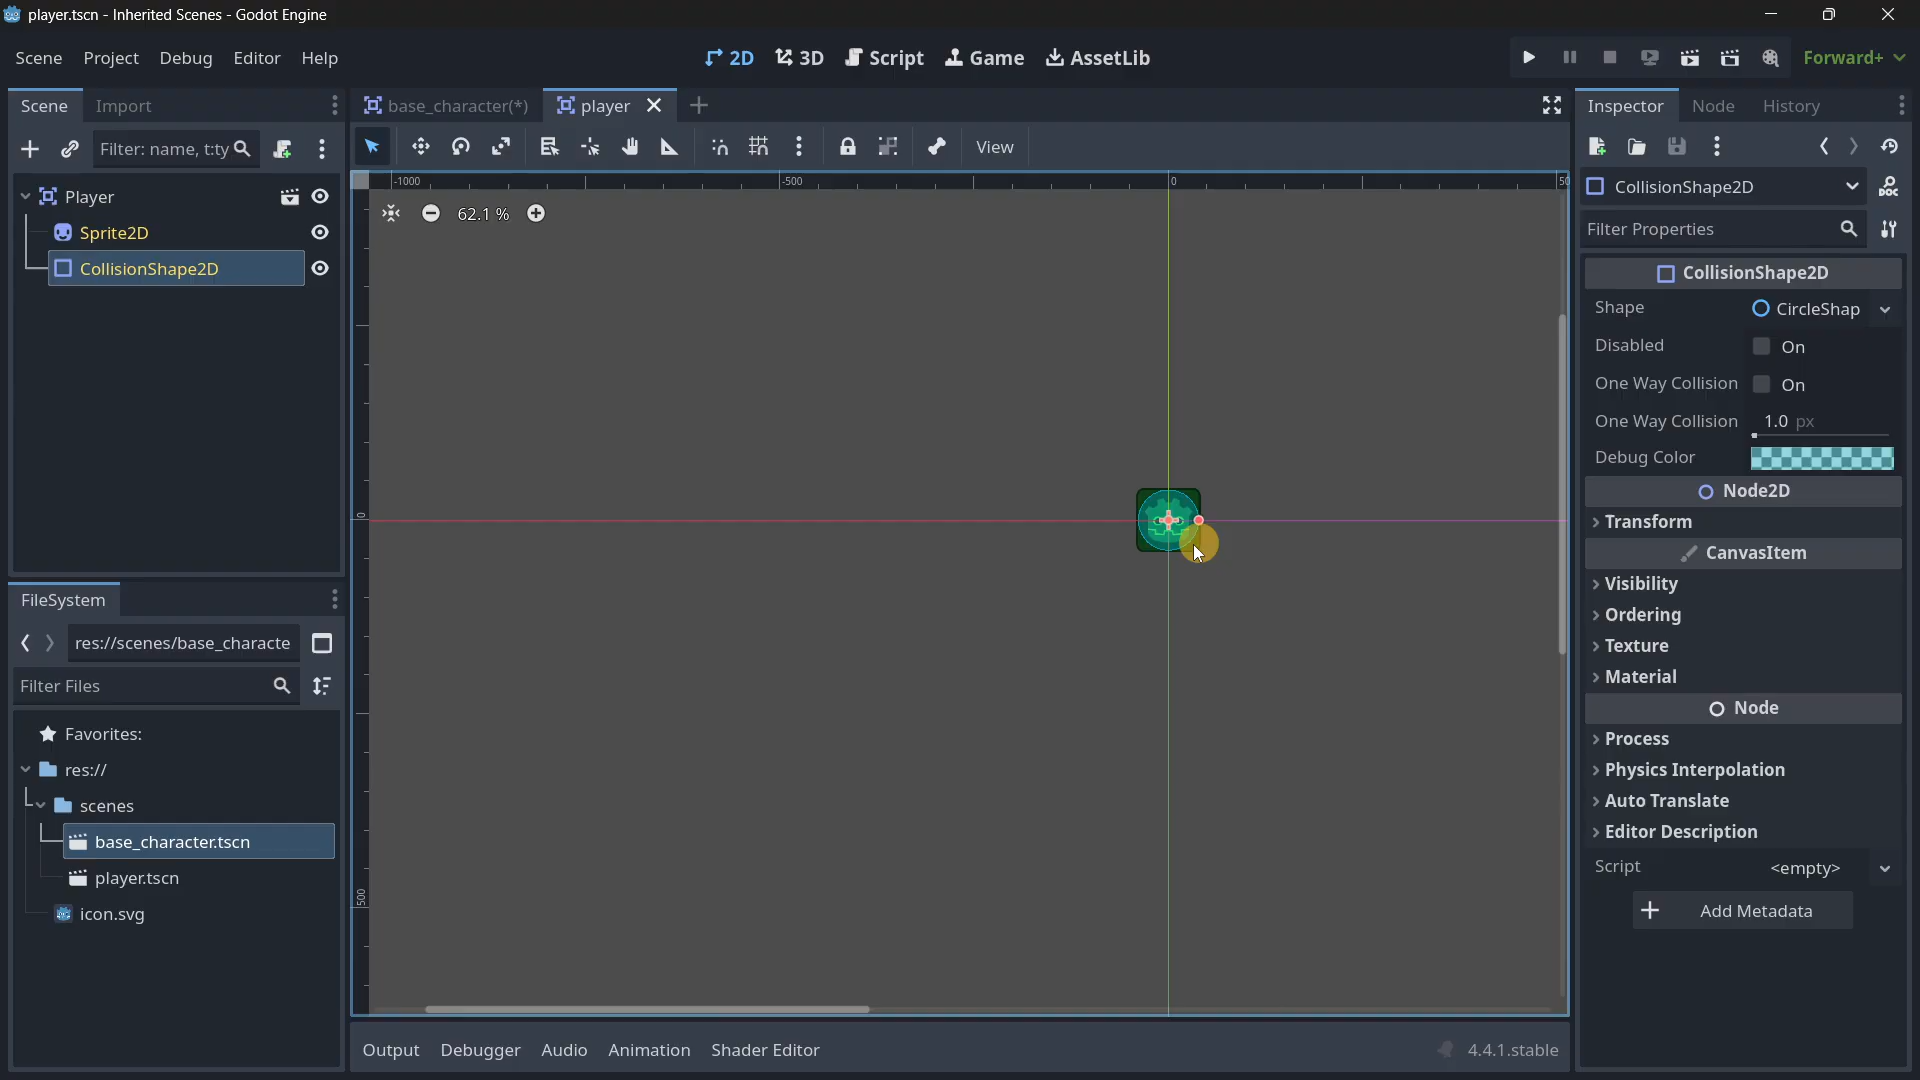 player.tscn - Inherited Scenes - Godot Engine
Scene Project Debug Editor Help
2D 3D Script Game AssetLib
Forward+
Scene Import
Filter: name, t:ty
Player
Sprite2D
CollisionShape2D
FileSystem
res://scenes/base_characte
Filter Files
Favorites:
res://
scenes
base_character.tscn
player.tscn
icon.svg
base_character(*) player
View
-1000 -500 0 50
62.1 %
0
500
Output Debugger Audio Animation Shader Editor
4.4.1.stable
Inspector Node History
CollisionShape2D
Filter Properties
CollisionShape2D
Shape CircleShap
Disabled On
One Way Collision On
One Way Collision 1.0 px
Debug Color
Node2D
Transform
CanvasItem
Visibility
Ordering
Texture
Material
Node
Process
Physics Interpolation
Auto Translate
Editor Description
Script <empty>
Add Metadata